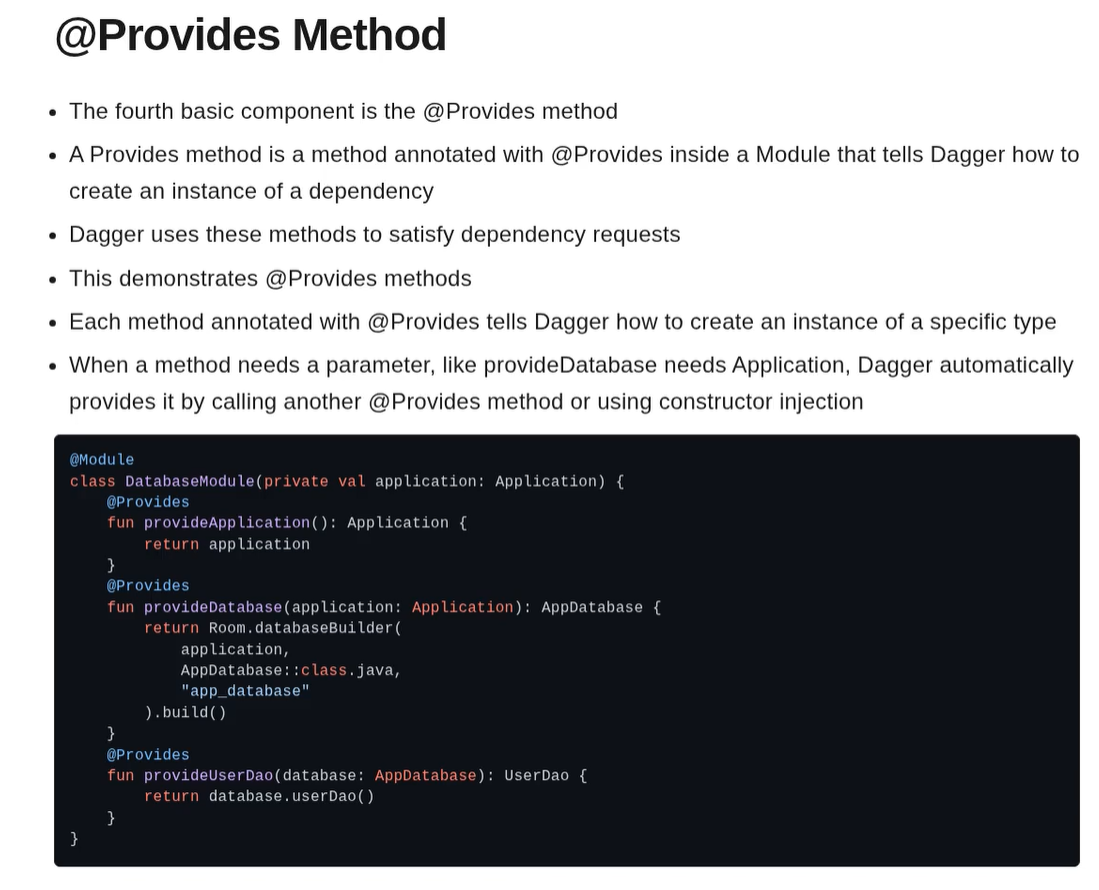 @Provides Method
• The fourth basic component is the @Provides method
• A Provides method is a method annotated with @Provides inside a Module that tells Dagger how to
create an instance of a dependency
• Dagger uses these methods to satisfy dependency requests
• This demonstrates @Provides methods
• Each method annotated with @Provides tells Dagger how to create an instance of a specific type
• When a method needs a parameter, like provideDatabase needs Application, Dagger automatically
provides it by calling another @Provides method or using constructor injection
@Module
class DatabaseModule(private val application: Application) {
    @Provides
    fun provideApplication(): Application {
        return application
    }
    @Provides
    fun provideDatabase(application: Application): AppDatabase {
        return Room.databaseBuilder(
            application,
            AppDatabase::class.java,
            "app_database"
        ).build()
    }
    @Provides
    fun provideUserDao(database: AppDatabase): UserDao {
        return database.userDao()
    }
}